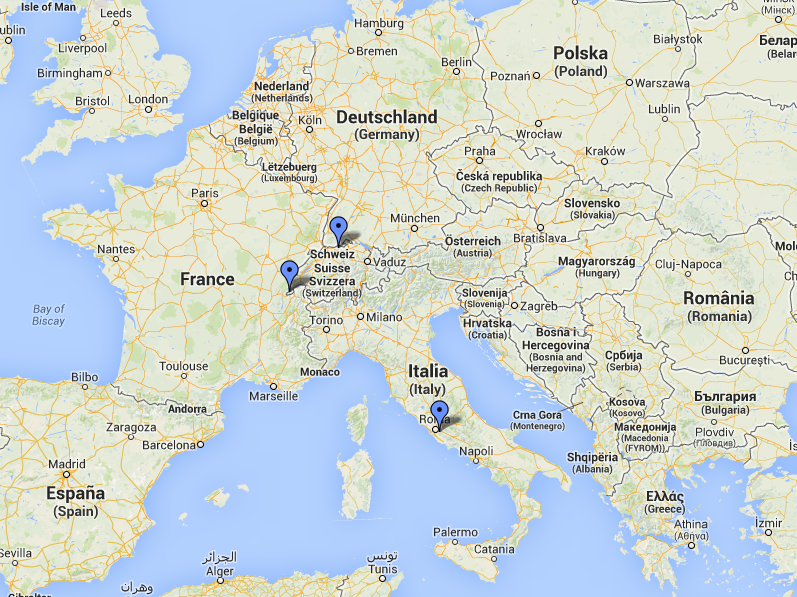 Isle of Man
Leeds
Liverpool
Birmingham
Bristol
London
Hamburg
Bremen
Berlin
Nederland
(Netherlands)
België
Belgique
(Belgium)
Köln
Deutschland
(Germany)
Polska
(Poland)
Poznań
Białystok
Warszawa
Lublin
Wrocław
Kraków
(Мінск)
(Минск)
Lëtzebuerg
(Luxembourg)
Praha
Česká republika
(Czech Republic)
Slovensko
(Slovakia)
Paris
Nantes
France
München
Österreich
(Austria)
Bratislava
Schweiz
Suisse
Svizzera
(Switzerland)
Vaduz
Magyarország
(Hungary)
Cluj-Napoca
România
(Romania)
București
Bay of
Biscay
Torino
Milano
Slovenija
(Slovenia)
Zagreb
Hrvatska
(Croatia)
Bosna i
Hercegovina
(Bosnia and
Herzegovina)
Србија
(Serbia)
Toulouse
Monaco
Marseille
Italia
(Italy)
Bilbo
Andorra
Zaragoza
Barcelona
Madrid
España
(Spain)
Crna Gora
(Montenegro)
Kosova
(Kosovo)
България
(Bulgaria)
Plovdiv
(Пловдив)
Македонија
(Macedonia
(FYROM))
Napoli
Shqipëria
(Albania)
Ελλάς
(Greece)
Athina
(Αθήνα)
İzmir
Palermo
Catania
Sevilla
الجزائر
Alger
تونس
Tunis
وهران